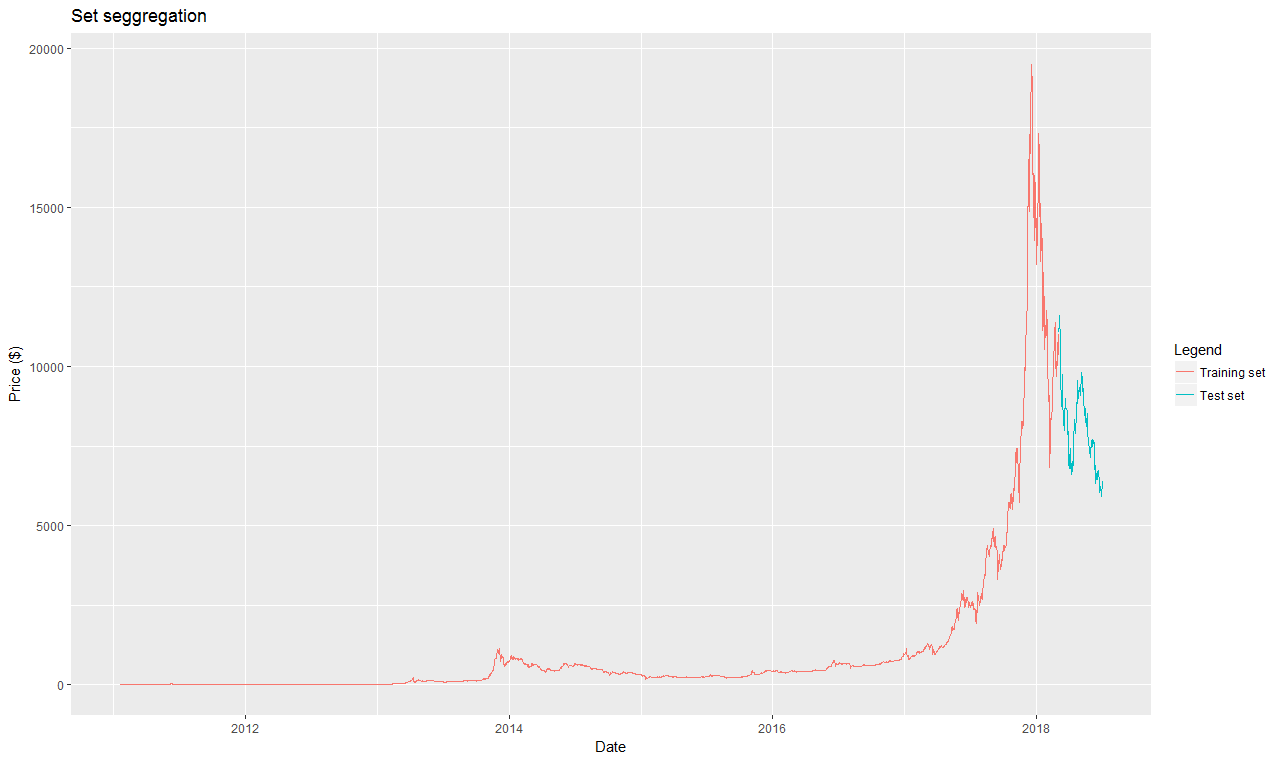 Set seggregation
20000
15000
10000
5000
0
Price ($)
2012
2014
2016
2018
Date
Legend
Training set
Test set